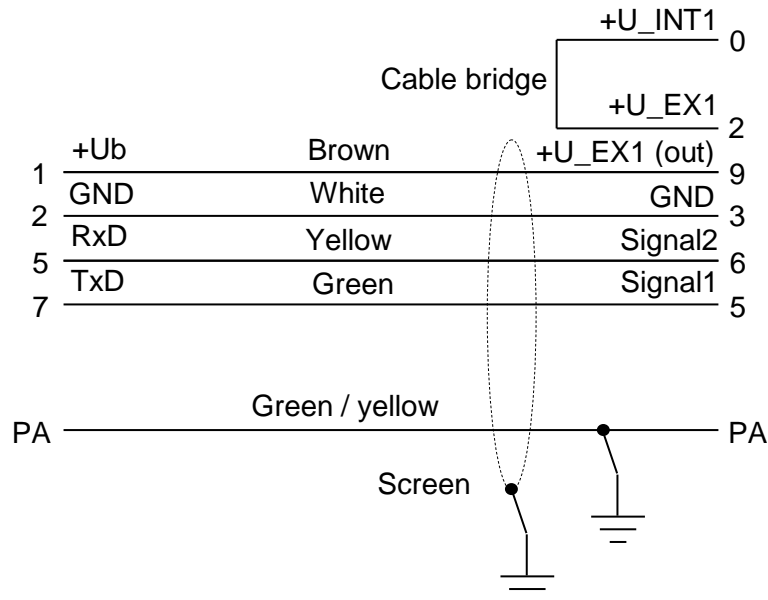 +U_INT1 0
Cable bridge
+U_EX1 2
1 +Ub Brown +U_EX1 (out) 9
2 GND White GND 3
5 RxD Yellow Signal2 6
7 TxD Green Signal1 5
Green / yellow
PA PA
Screen